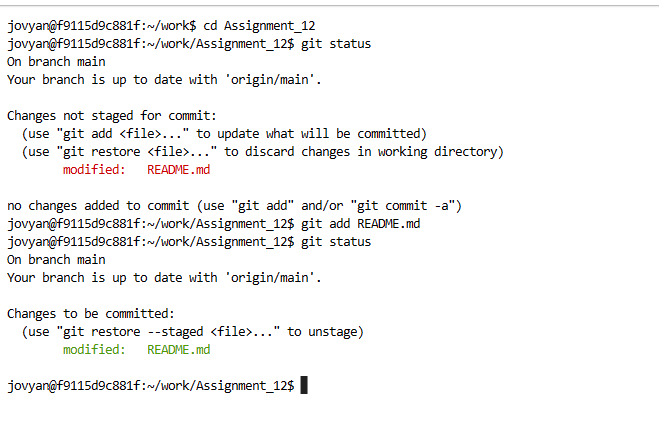 jovyan@f9115d9c881f:~/work$ cd Assignment_12
jovyan@f9115d9c881f:~/work/Assignment_12$ git status
On branch main
Your branch is up to date with 'origin/main'.
Changes not staged for commit:
(use "git add <file>..." to update what will be committed)
(use "git restore <file>..." to discard changes in working directory)
modified: README.md
no changes added to commit (use "git add" and/or "git commit -a")
jovyan@f9115d9c881f:~/work/Assignment_12$ git add README.md
jovyan@f9115d9c881f:~/work/Assignment_12$ git status
On branch main
Your branch is up to date with 'origin/main'.
Changes to be committed:
(use "git restore --staged <file>..." to unstage)
modified: README.md
jovyan@f9115d9c881f:~/work/Assignment_12$